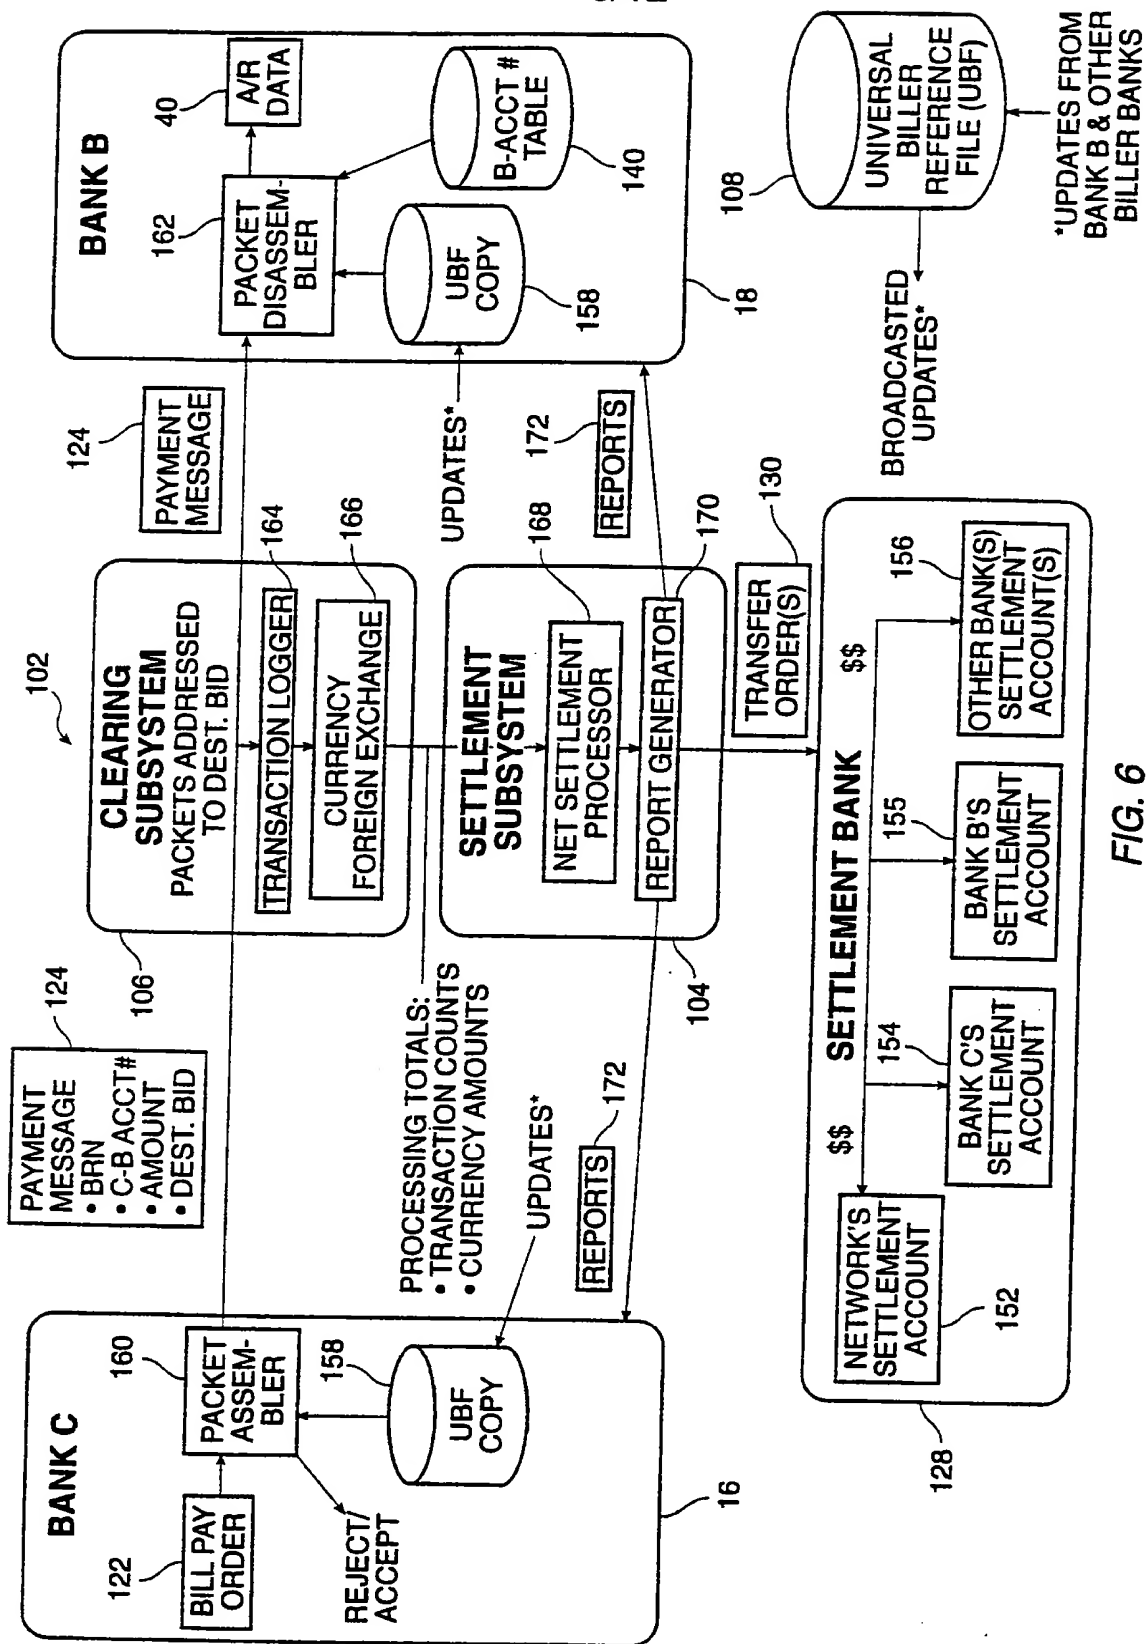 BANK C
122
BILL PAY
ORDER
160
PACKET
ASSEM-
BLER
REJECT/
ACCEPT
158
UBF
COPY
16
124
PAYMENT
MESSAGE
• BRN
• C-B ACCT#
• AMOUNT
• DEST. BID
PROCESSING TOTALS:
• TRANSACTION COUNTS
• CURRENCY AMOUNTS
UPDATES*
REPORTS
172
102
CLEARING
SUBSYSTEM
PACKETS ADDRESSED
TO DEST. BID
106
TRANSACTION LOGGER
164
CURRENCY
FOREIGN EXCHANGE
166
SETTLEMENT
SUBSYSTEM
NET SETTLEMENT
PROCESSOR
168
REPORT GENERATOR
170
104
124
PAYMENT
MESSAGE
UPDATES*
172
REPORTS
TRANSFER
ORDER(S)
130
BANK B
162
PACKET
DISASSEM-
BLER
40
A/R
DATA
UBF
COPY
158
B-ACCT #
TABLE
140
18
SETTLEMENT BANK
$$
$$
NETWORK'S
SETTLEMENT
ACCOUNT
152
154
BANK C'S
SETTLEMENT
ACCOUNT
155
BANK B'S
SETTLEMENT
ACCOUNT
156
OTHER BANK(S)
SETTLEMENT
ACCOUNT(S)
128
108
UNIVERSAL
BILLER
REFERENCE
FILE (UBF)
BROADCASTED
UPDATES*
*UPDATES FROM
BANK B & OTHER
BILLER BANKS
FIG. 6